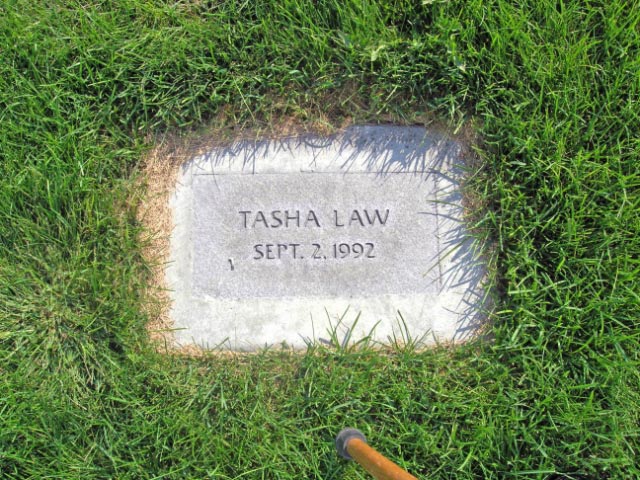 TASHA LAW
SEPT. 2, 1992